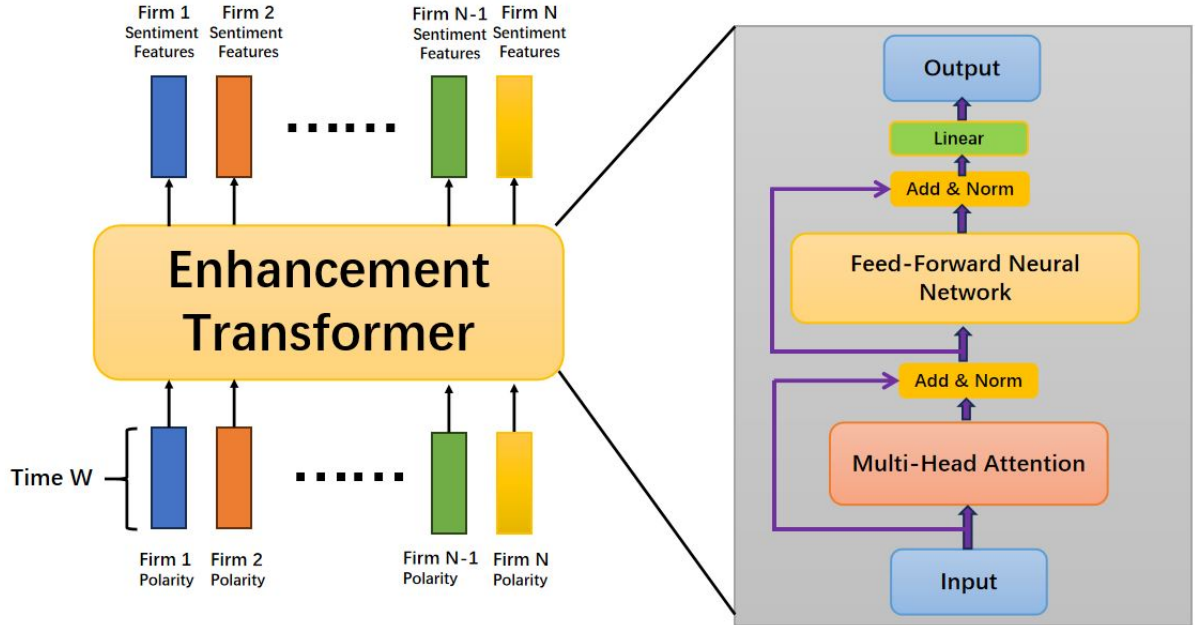 Firm 1
Sentiment
Features
Firm 2
Sentiment
Features
Firm N-1
Sentiment
Features
Firm N
Sentiment
Features
Enhancement
Transformer
Time W
Firm 1
Polarity
Firm 2
Polarity
Firm N-1
Polarity
Firm N
Polarity
Output
Linear
Add & Norm
Feed-Forward Neural
Network
Add & Norm
Multi-Head Attention
Input